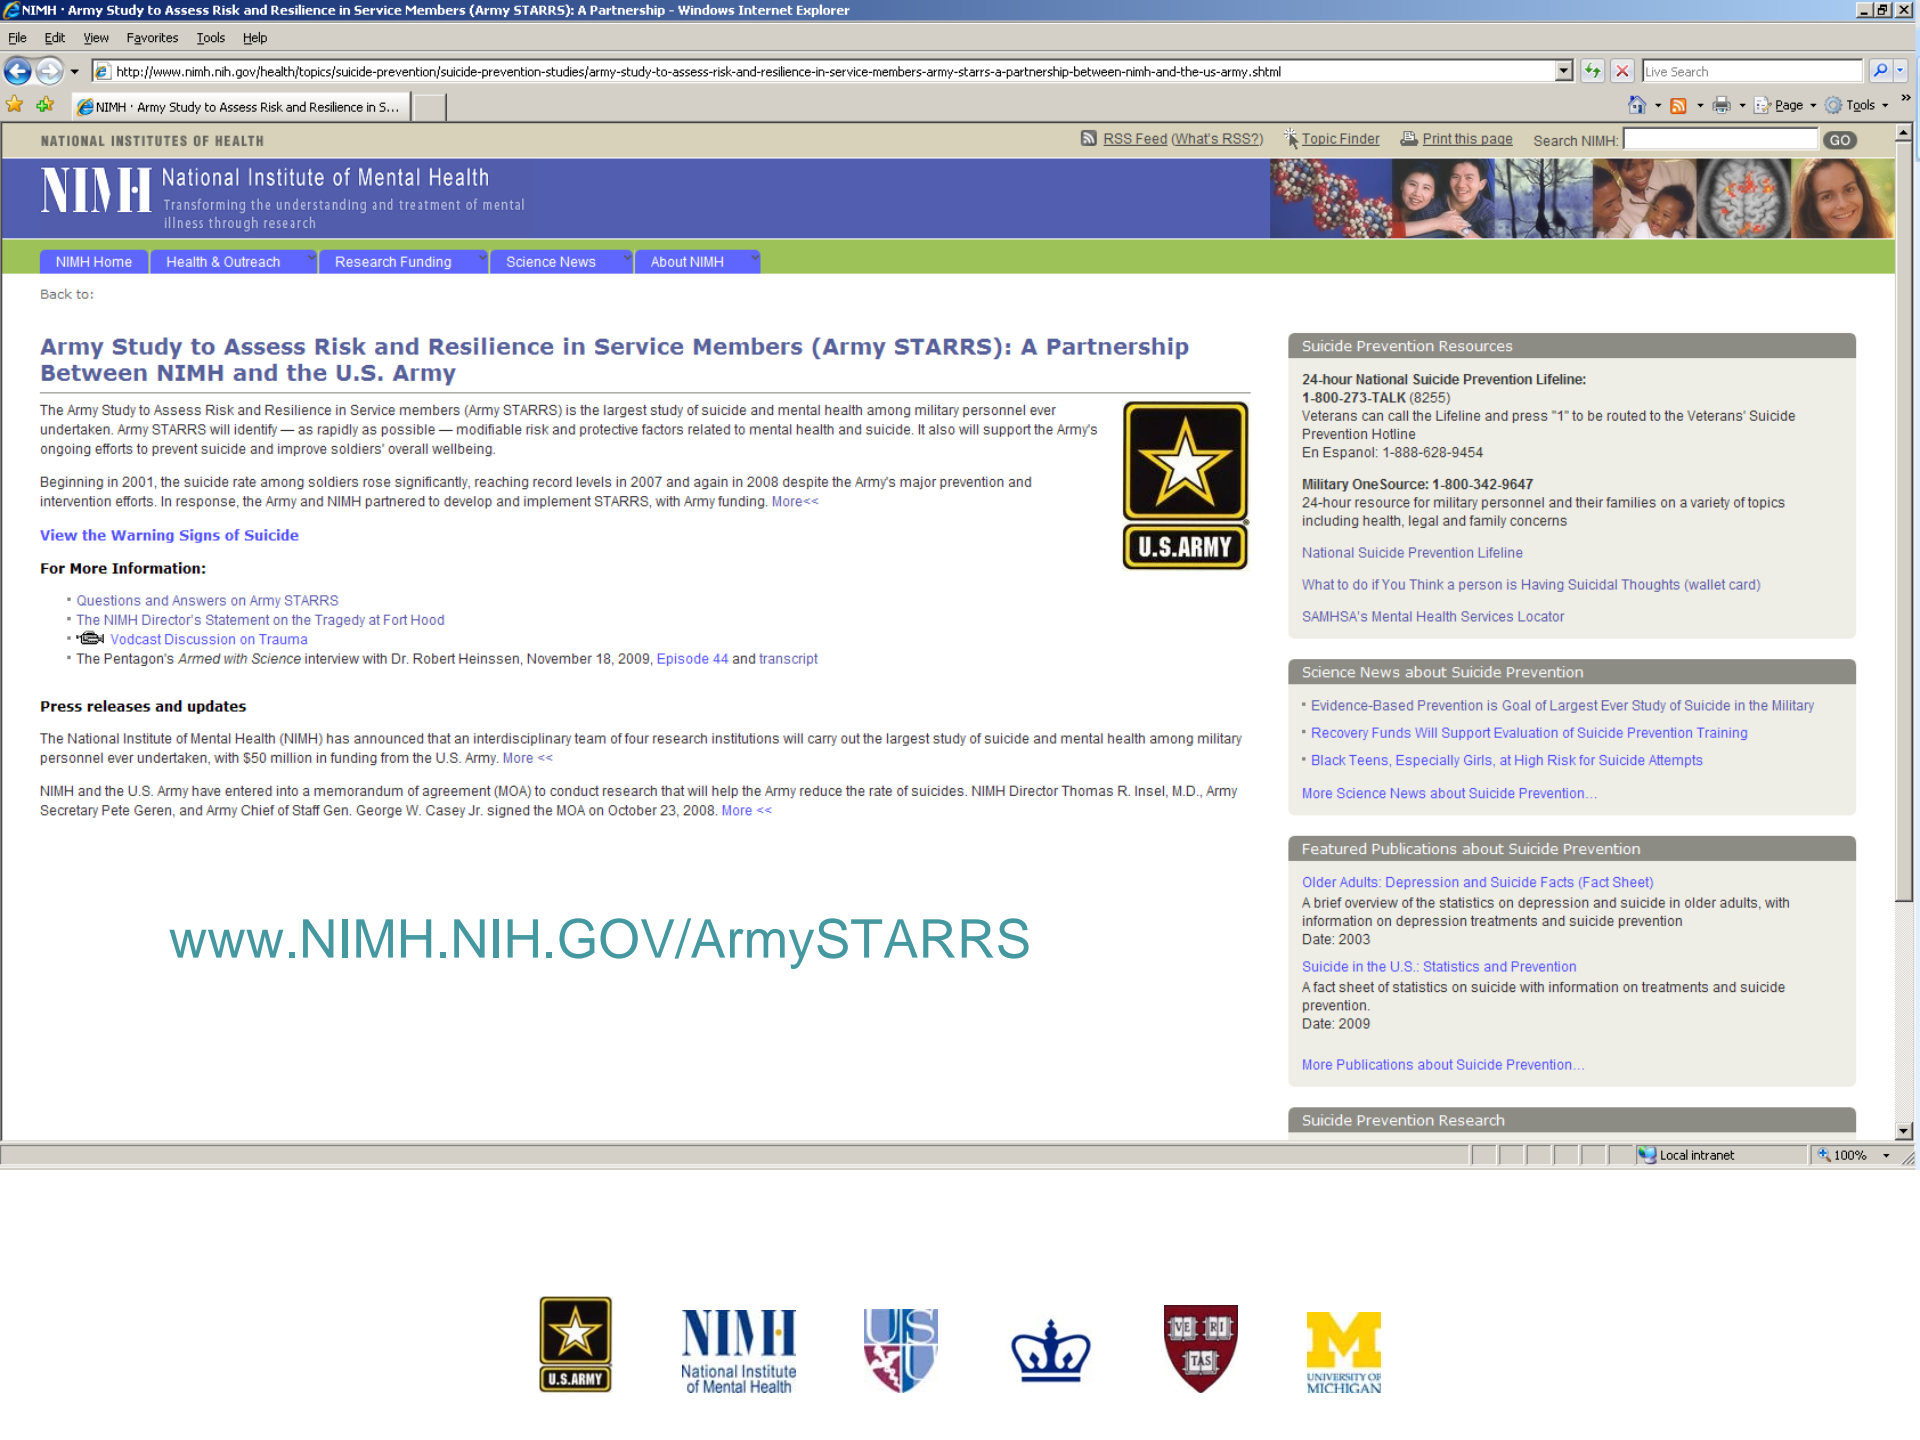 NIMH · Army Study to Assess Risk and Resilience in Service Members (Army STARRS): A Partnership - Windows Internet Explorer
File Edit View Favorites Tools Help
http://www.nimh.nih.gov/health/topics/suicide-prevention/suicide-prevention-studies/army-study-to-assess-risk-and-resilience-in-service-members-army-starrs-a-partnership-between-nimh-and-the-us-army.shtml
Live Search
NIMH · Army Study to Assess Risk and Resilience in S...
Page Tools
NATIONAL INSTITUTES OF HEALTH
RSS Feed (What's RSS?) Topic Finder Print this page Search NIMH: GO
NIMH National Institute of Mental Health
Transforming the understanding and treatment of mental
illness through research
NIMH Home Health & Outreach Research Funding Science News About NIMH
Back to:
Army Study to Assess Risk and Resilience in Service Members (Army STARRS): A Partnership
Between NIMH and the U.S. Army
The Army Study to Assess Risk and Resilience in Service members (Army STARRS) is the largest study of suicide and mental health among military personnel ever
undertaken. Army STARRS will identify — as rapidly as possible — modifiable risk and protective factors related to mental health and suicide. It also will support the Army's
ongoing efforts to prevent suicide and improve soldiers' overall wellbeing.
Beginning in 2001, the suicide rate among soldiers rose significantly, reaching record levels in 2007 and again in 2008 despite the Army's major prevention and
intervention efforts. In response, the Army and NIMH partnered to develop and implement STARRS, with Army funding. More<<
U.S.ARMY
View the Warning Signs of Suicide
For More Information:
Questions and Answers on Army STARRS
The NIMH Director's Statement on the Tragedy at Fort Hood
Vodcast Discussion on Trauma
The Pentagon's Armed with Science interview with Dr. Robert Heinssen, November 18, 2009, Episode 44 and transcript
Press releases and updates
The National Institute of Mental Health (NIMH) has announced that an interdisciplinary team of four research institutions will carry out the largest study of suicide and mental health among military
personnel ever undertaken, with $50 million in funding from the U.S. Army. More <<
NIMH and the U.S. Army have entered into a memorandum of agreement (MOA) to conduct research that will help the Army reduce the rate of suicides. NIMH Director Thomas R. Insel, M.D., Army
Secretary Pete Geren, and Army Chief of Staff Gen. George W. Casey Jr. signed the MOA on October 23, 2008. More <<
www.NIMH.NIH.GOV/ArmySTARRS
Suicide Prevention Resources
24-hour National Suicide Prevention Lifeline:
1-800-273-TALK (8255)
Veterans can call the Lifeline and press "1" to be routed to the Veterans' Suicide
Prevention Hotline
En Espanol: 1-888-628-9454
Military OneSource: 1-800-342-9647
24-hour resource for military personnel and their families on a variety of topics
including health, legal and family concerns
National Suicide Prevention Lifeline
What to do if You Think a person is Having Suicidal Thoughts (wallet card)
SAMHSA's Mental Health Services Locator
Science News about Suicide Prevention
Evidence-Based Prevention is Goal of Largest Ever Study of Suicide in the Military
Recovery Funds Will Support Evaluation of Suicide Prevention Training
Black Teens, Especially Girls, at High Risk for Suicide Attempts
More Science News about Suicide Prevention...
Featured Publications about Suicide Prevention
Older Adults: Depression and Suicide Facts (Fact Sheet)
A brief overview of the statistics on depression and suicide in older adults, with
information on depression treatments and suicide prevention
Date: 2003
Suicide in the U.S.: Statistics and Prevention
A fact sheet of statistics on suicide with information on treatments and suicide
prevention.
Date: 2009
More Publications about Suicide Prevention...
Suicide Prevention Research
Local intranet 100%
U.S.ARMY
NIMH
National Institute
of Mental Health
USU
VE RI
TAS
M
UNIVERSITY OF
MICHIGAN